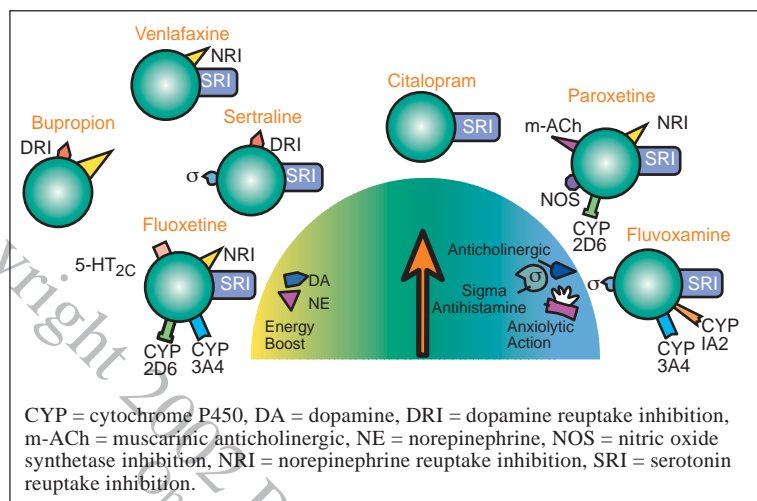 Venlafaxine
NRI
SRI
Citalopram
SRI
Paroxetine
m-ACh
NRI
SRI
NOS
CYP
2D6
Bupropion
DRI
Sertraline
DRI
σ
SRI
Fluoxetine
5-HT2C
NRI
SRI
CYP
2D6
CYP
3A4
DA
NE
Energy
Boost
Anticholinergic
σ
Sigma
Antihistamine
Anxiolytic
Action
Fluvoxamine
σ
SRI
CYP
IA2
CYP
3A4
CYP = cytochrome P450, DA = dopamine, DRI = dopamine reuptake inhibition,
m-ACh = muscarinic anticholinergic, NE = norepinephrine, NOS = nitric oxide
synthetase inhibition, NRI = norepinephrine reuptake inhibition, SRI = serotonin
reuptake inhibition.
yright 2002 P